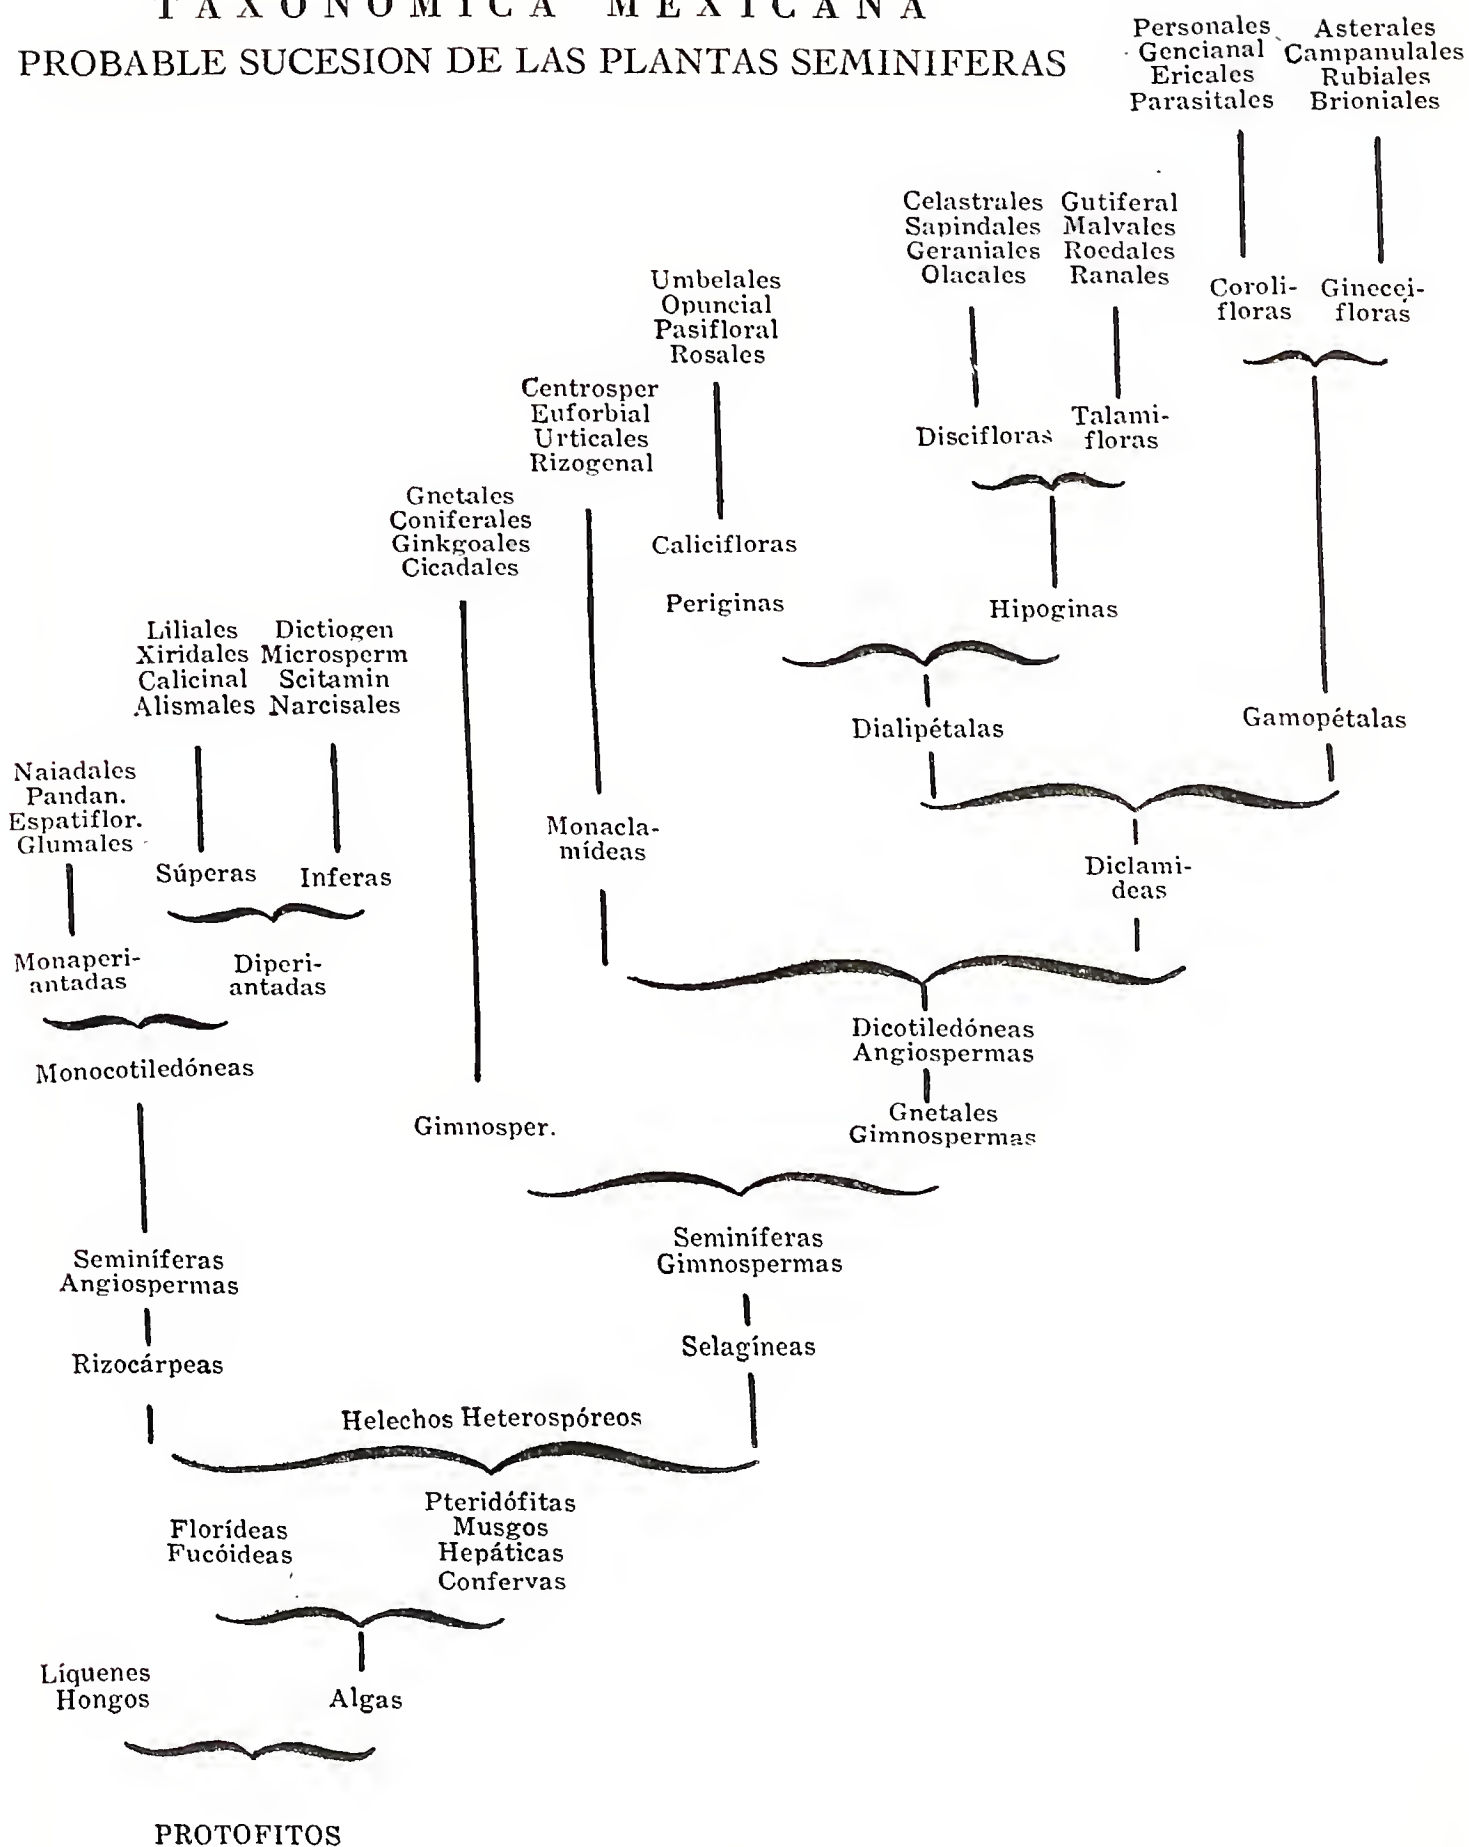 TAXONOMICA MEXICANA
PROBABLE SUCESION DE LAS PLANTAS SEMINIFERAS
Personales
Gencianal
Ericales
Parasitales
Asterales
Campanulales
Rubiales
Brioniales
Celastrales
Sapindales
Geraniales
Olacales
Gutiferal
Malvales
Roedales
Ranales
Coroli-
floras
Ginecei-
floras
Umbelales
Opuncial
Pasifloral
Rosales
Centrosper
Euforbial
Urticales
Rizogenal
Discifloras
Talami-
floras
Gnetales
Coniferales
Ginkgoales
Cicadales
Calicifloras
Periginas
Hipoginas
Liliales
Xiridales
Calicinal
Alismales
Dictiogen
Microsperm
Scitamin
Narcisales
Dialipétalas
Gamopétalas
Naiadales
Pandan.
Espatiflor.
Glumales
Monacla-
mídeas
Súperas
Inferas
Diclami-
deas
Monaperi-
antadas
Diperi-
antadas
Dicotiledóneas
Angiospermas
Monocotiledóneas
Gnetales
Gimnospermas
Gimnosper.
Seminíferas
Angiospermas
Seminíferas
Gimnospermas
Rizocárpeas
Selagíneas
Helechos Heterospóreos
Florídeas
Fucóideas
Pteridófitas
Musgos
Hepáticas
Confervas
Líquenes
Hongos
Algas
PROTOFITOS